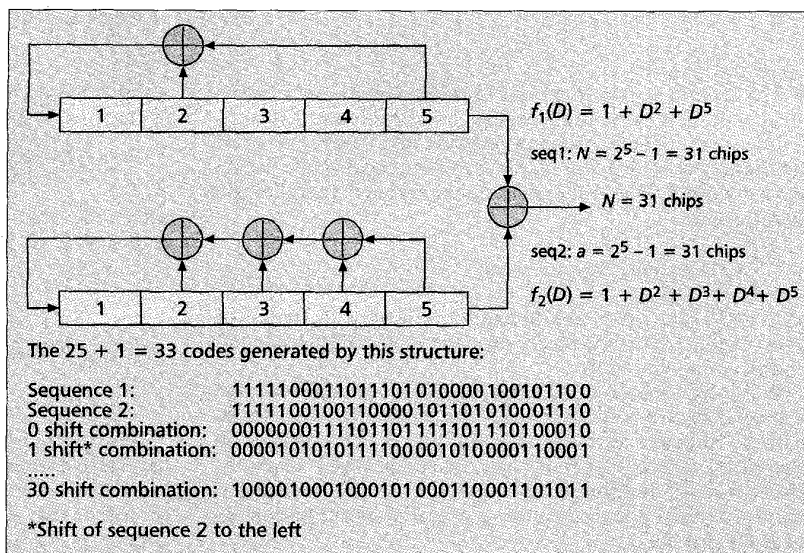 f₁(D) = 1 + D² + D⁵
1 2 3 4 5
seq1: N = 2⁵ – 1 = 31 chips
N = 31 chips
seq2: a = 2⁵ – 1 = 31 chips
1 2 3 4 5
f₂(D) = 1 + D² + D³ + D⁴ + D⁵
The 25 + 1 = 33 codes generated by this structure:
Sequence 1: 1111100011011101010000100101100
Sequence 2: 1111100100110000101101010001110
0 shift combination: 0000000111101101111101110100010
1 shift* combination: 0000101010111100001010000110001
.....
30 shift combination: 1000010001000101000110001101011
*Shift of sequence 2 to the left